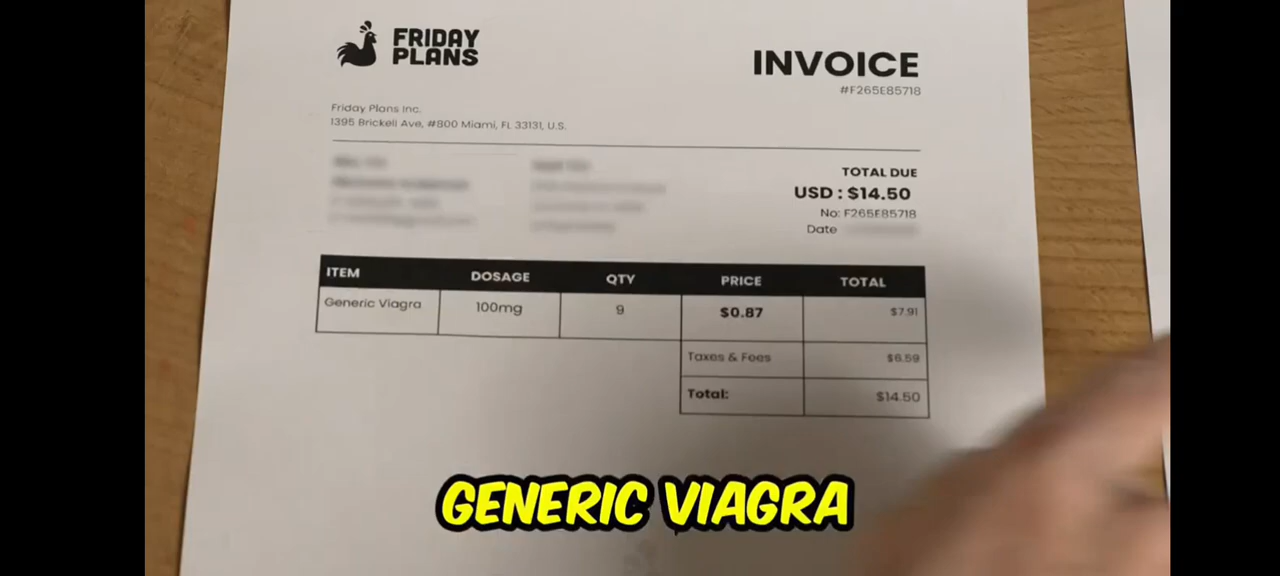 FRIDAY
PLANS
INVOICE
#F265E85718
Friday Plans Inc.
1395 Brickell Ave, #800 Miami, FL 33131, U.S.
TOTAL DUE
USD : $14.50
No: F265E85718
Date
ITEM DOSAGE QTY PRICE TOTAL
Generic Viagra 100mg 9 $0.87 $7.91
Taxes & Fees $6.59
Total: $14.50
GENERIC VIAGRA